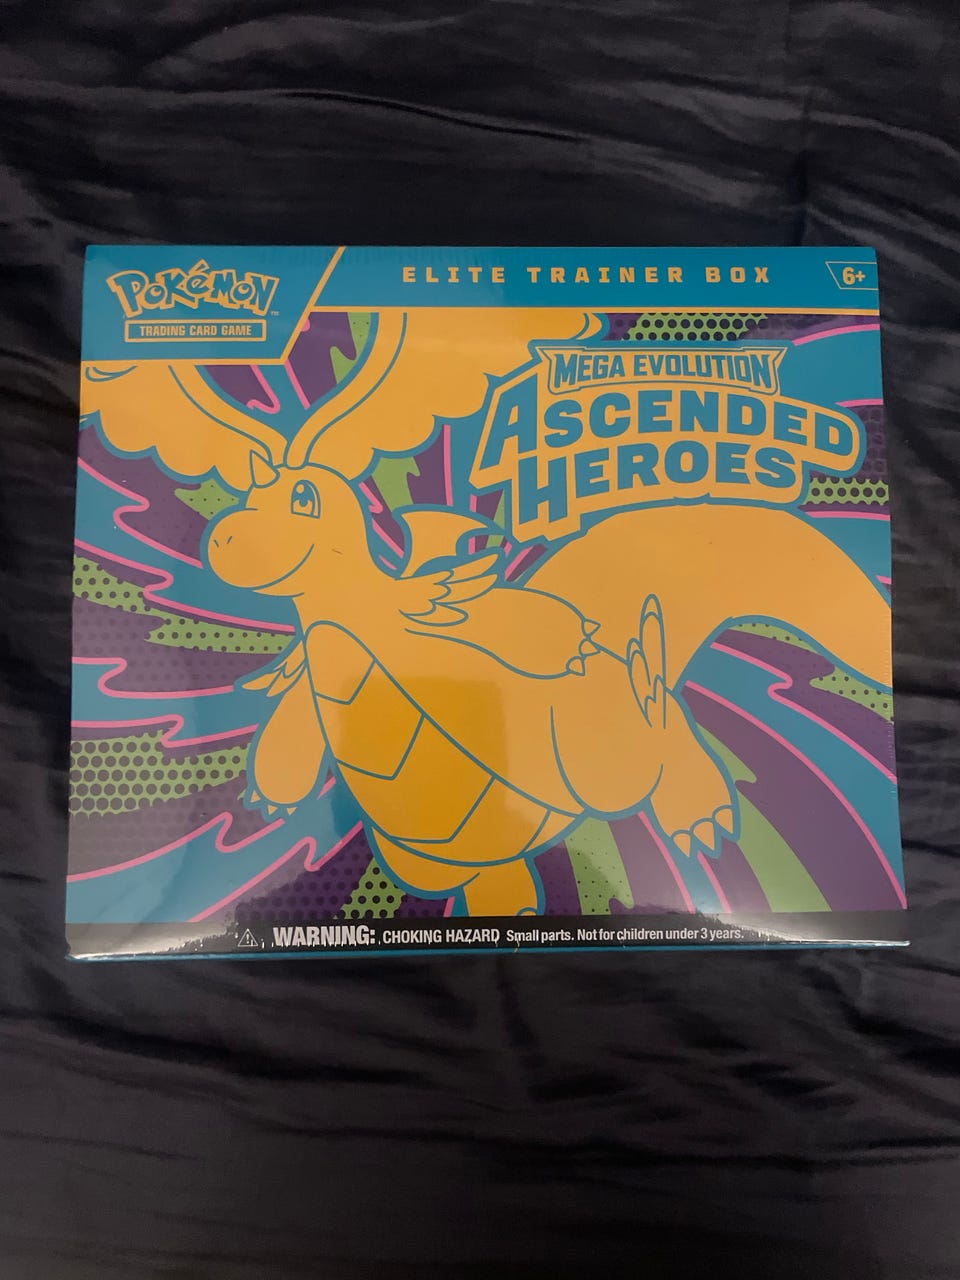 POKéMON™
TRADING CARD GAME
ELITE TRAINER BOX
6+
MEGA EVOLUTION
ASCENDED
HEROES
WARNING: CHOKING HAZARD Small parts. Not for children under 3 years.